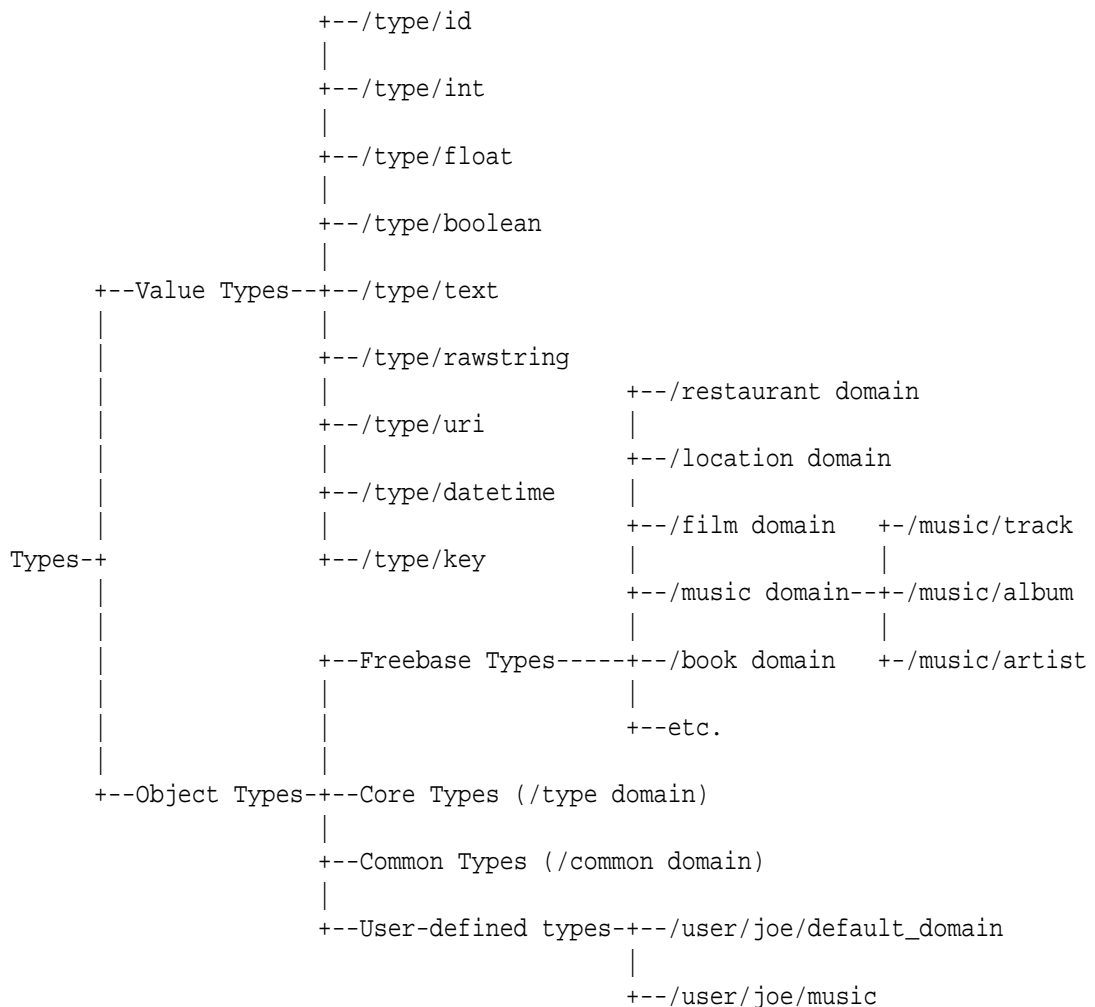 +--/type/id
|
+--/type/int
|
+--/type/float
|
+--/type/boolean
|
+--Value Types--+--/type/text
| |
| +--/type/rawstring
| | +--/restaurant domain
| +--/type/uri |
| | +--/location domain
| +--/type/datetime |
| | +--/film domain +-/music/track
Types-+ +--/type/key | |
| +--/music domain--+-/music/album
| | |
| +--Freebase Types-----+--/book domain +-/music/artist
| | |
| | +--etc.
| |
+--Object Types-+--Core Types (/type domain)
|
+--Common Types (/common domain)
|
+--User-defined types-+--/user/joe/default_domain
|
+--/user/joe/music